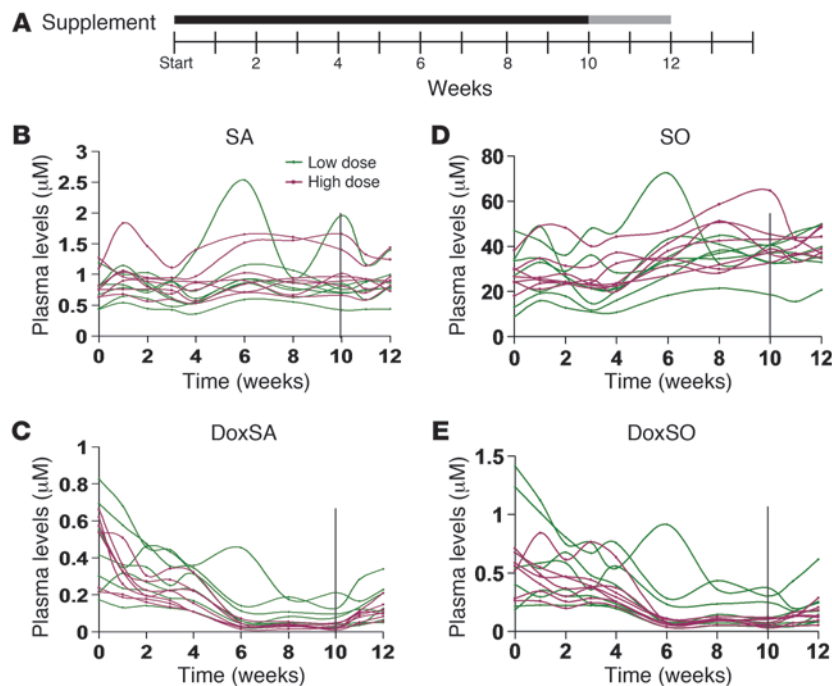 A Supplement
Start 2 4 6 8 10 12
Weeks
B SA
Plasma levels (μM)
3
2.5
2
1.5
1
0.5
0
Low dose
High dose
0 2 4 6 8 10 12
Time (weeks)
D SO
Plasma levels (μM)
80
60
40
20
0
0 2 4 6 8 10 12
Time (weeks)
C DoxSA
Plasma levels (μM)
1
0.8
0.6
0.4
0.2
0
0 2 4 6 8 10 12
Time (weeks)
E DoxSO
Plasma levels (μM)
1.5
1
0.5
0
0 2 4 6 8 10 12
Time (weeks)